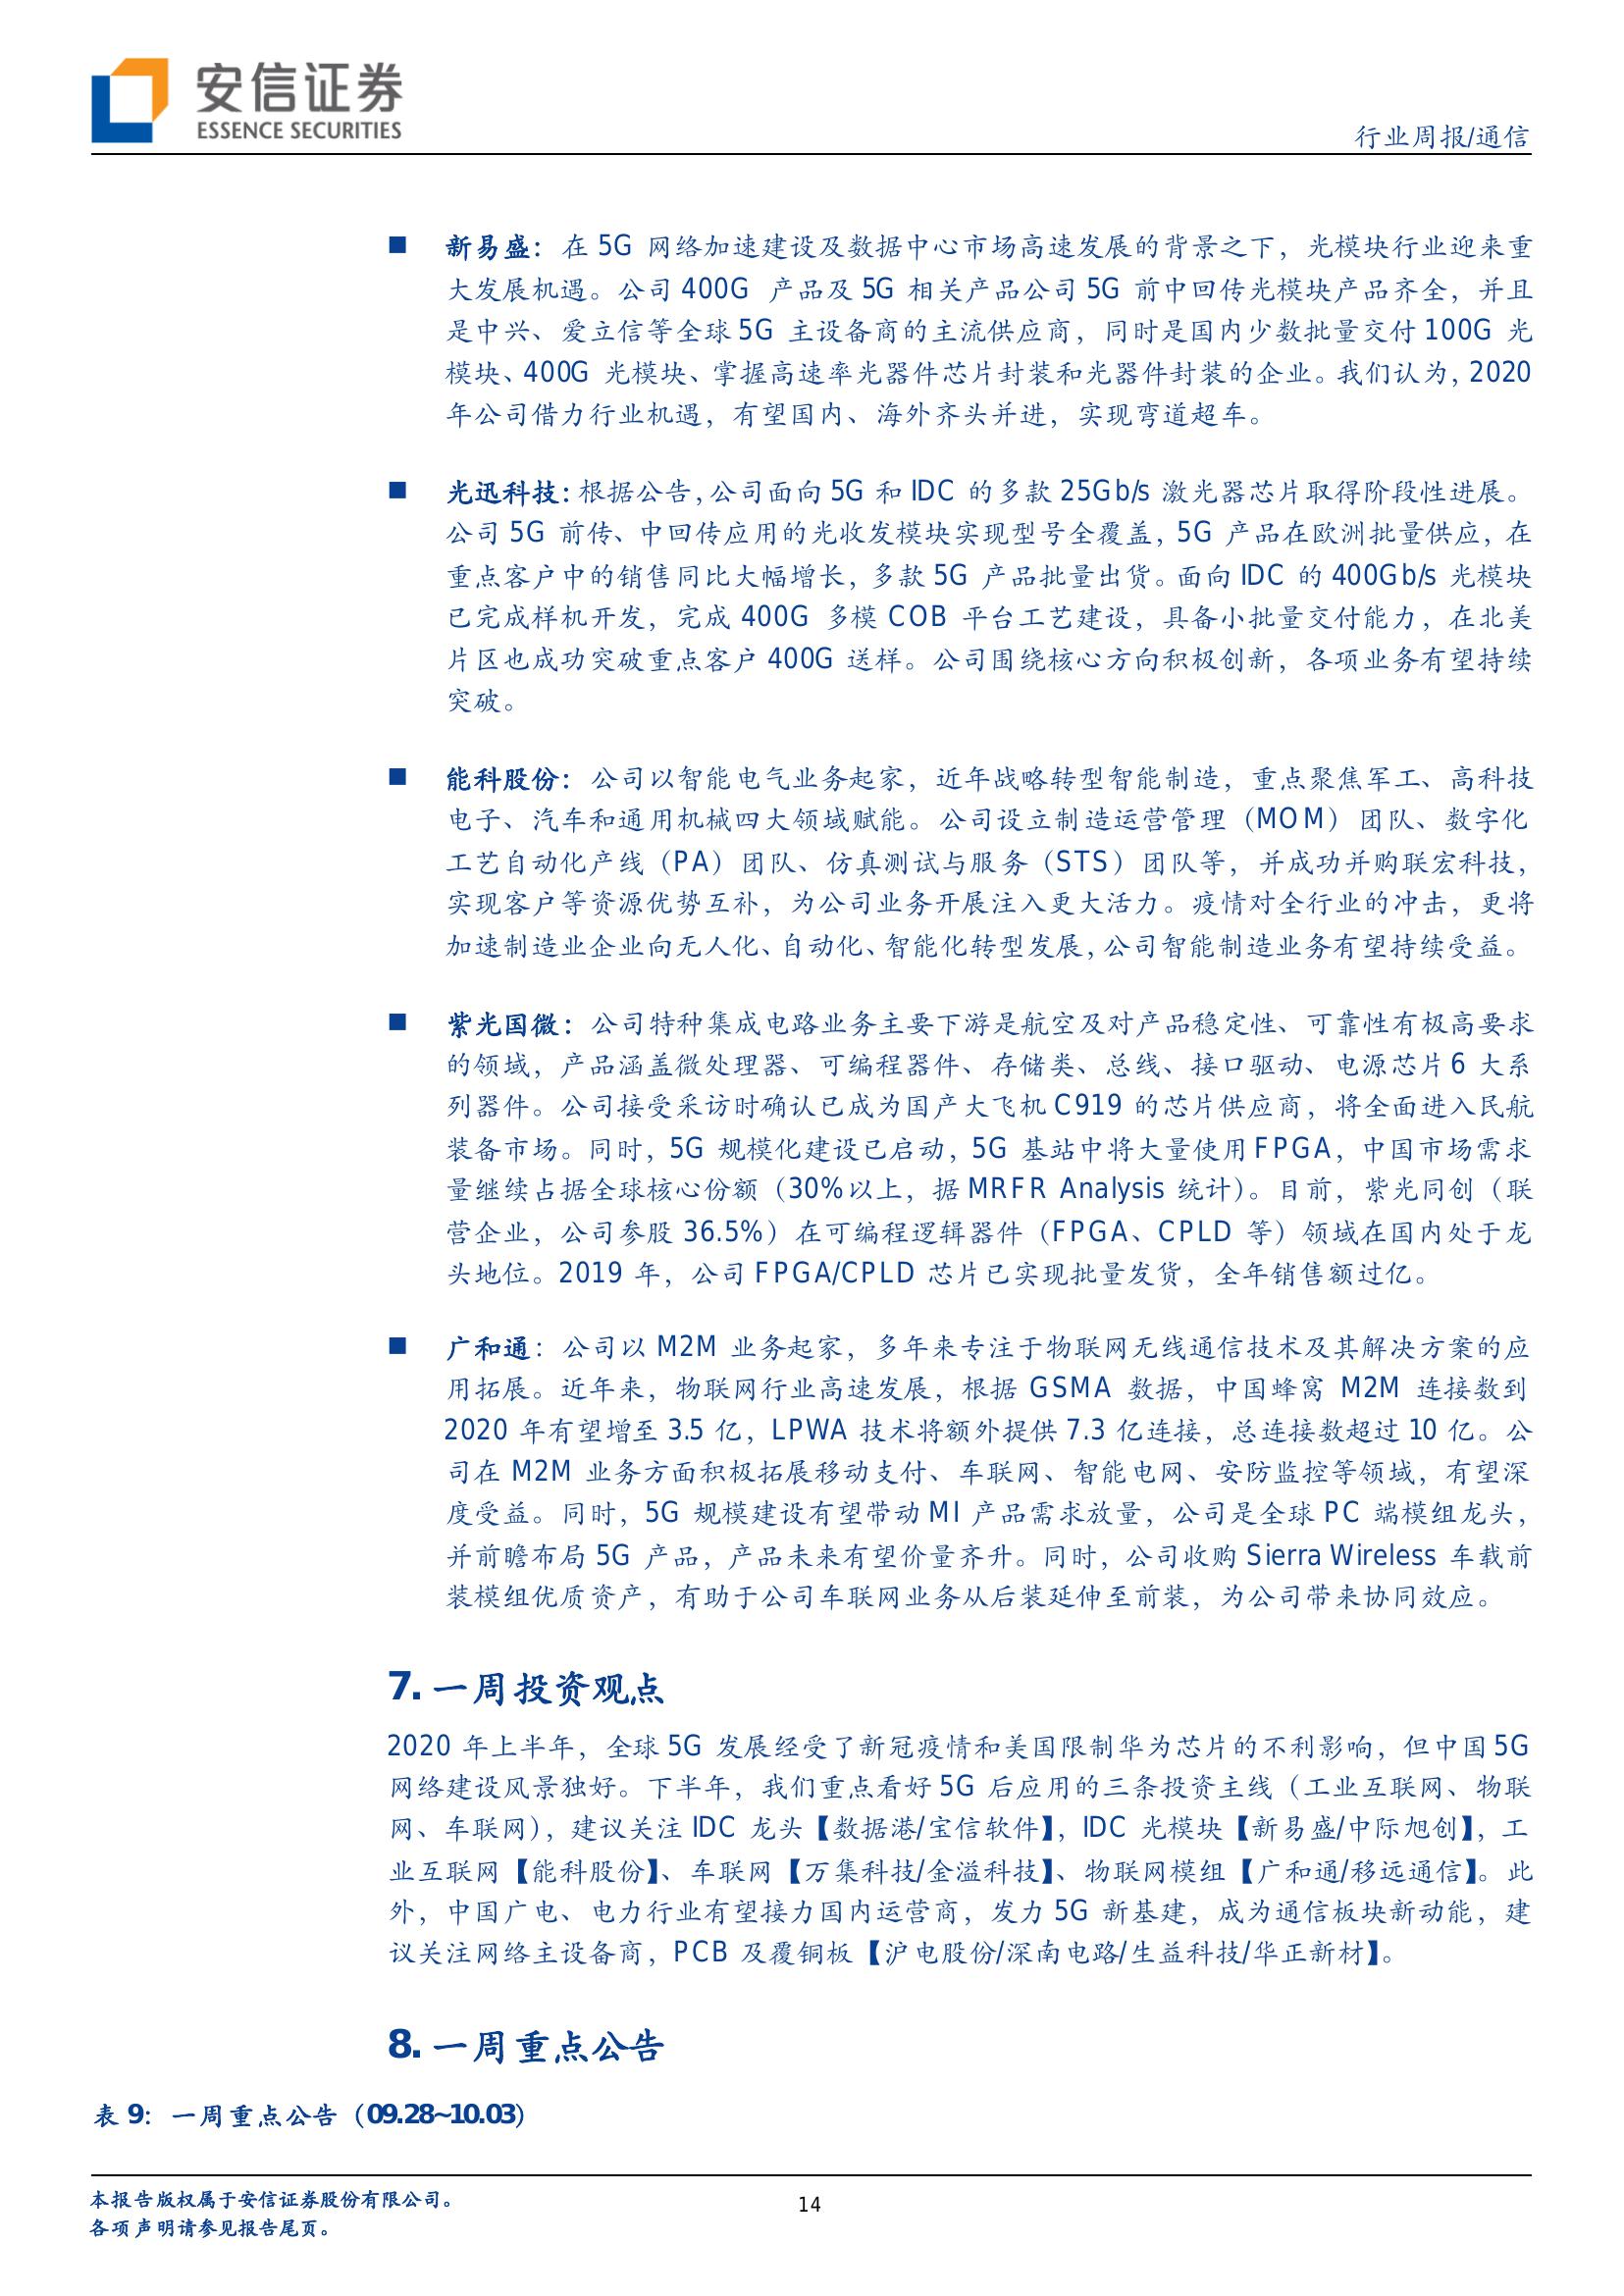 安信证券
ESSENCE SECURITIES
行业周报/通信
■ 新易盛：在 5G 网络加速建设及数据中心市场高速发展的背景之下，光模块行业迎来重
大发展机遇。公司 400G 产品及 5G 相关产品公司 5G 前中回传光模块产品齐全，并且
是中兴、爱立信等全球 5G 主设备商的主流供应商，同时是国内少数批量交付 100G 光
模块、400G 光模块、掌握高速率光器件芯片封装和光器件封装的企业。我们认为，2020
年公司借力行业机遇，有望国内、海外齐头并进，实现弯道超车。
■ 光迅科技：根据公告，公司面向 5G 和 IDC 的多款 25Gb/s 激光器芯片取得阶段性进展。
公司 5G 前传、中回传应用的光收发模块实现型号全覆盖，5G 产品在欧洲批量供应，在
重点客户中的销售同比大幅增长，多款 5G 产品批量出货。面向 IDC 的 400Gb/s 光模块
已完成样机开发，完成 400G 多模 COB 平台工艺建设，具备小批量交付能力，在北美
片区也成功突破重点客户 400G 送样。公司围绕核心方向积极创新，各项业务有望持续
突破。
■ 能科股份：公司以智能电气业务起家，近年战略转型智能制造，重点聚焦军工、高科技
电子、汽车和通用机械四大领域赋能。公司设立制造运营管理（MOM）团队、数字化
工艺自动化产线（PA）团队、仿真测试与服务（STS）团队等，并成功并购联宏科技，
实现客户等资源优势互补，为公司业务开展注入更大活力。疫情对全行业的冲击，更将
加速制造业企业向无人化、自动化、智能化转型发展，公司智能制造业务有望持续受益。
■ 紫光国微：公司特种集成电路业务主要下游是航空及对产品稳定性、可靠性有极高要求
的领域，产品涵盖微处理器、可编程器件、存储类、总线、接口驱动、电源芯片 6 大系
列器件。公司接受采访时确认已成为国产大飞机 C919 的芯片供应商，将全面进入民航
装备市场。同时，5G 规模化建设已启动，5G 基站中将大量使用 FPGA，中国市场需求
量继续占据全球核心份额（30%以上，据 MRFR Analysis 统计）。目前，紫光同创（联
营企业，公司参股 36.5%）在可编程逻辑器件（FPGA、CPLD 等）领域在国内处于龙
头地位。2019 年，公司 FPGA/CPLD 芯片已实现批量发货，全年销售额过亿。
■ 广和通：公司以 M2M 业务起家，多年来专注于物联网无线通信技术及其解决方案的应
用拓展。近年来，物联网行业高速发展，根据 GSMA 数据，中国蜂窝 M2M 连接数到
2020 年有望增至 3.5 亿，LPWA 技术将额外提供 7.3 亿连接，总连接数超过 10 亿。公
司在 M2M 业务方面积极拓展移动支付、车联网、智能电网、安防监控等领域，有望深
度受益。同时，5G 规模建设有望带动 MI 产品需求放量，公司是全球 PC 端模组龙头，
并前瞻布局 5G 产品，产品未来有望价量齐升。同时，公司收购 Sierra Wireless 车载前
装模组优质资产，有助于公司车联网业务从后装延伸至前装，为公司带来协同效应。
7. 一周投资观点
2020 年上半年，全球 5G 发展经受了新冠疫情和美国限制华为芯片的不利影响，但中国 5G
网络建设风景独好。下半年，我们重点看好 5G 后应用的三条投资主线（工业互联网、物联
网、车联网），建议关注 IDC 龙头【数据港/宝信软件】，IDC 光模块【新易盛/中际旭创】，工
业互联网【能科股份】、车联网【万集科技/金溢科技】、物联网模组【广和通/移远通信】。此
外，中国广电、电力行业有望接力国内运营商，发力 5G 新基建，成为通信板块新动能，建
议关注网络主设备商，PCB 及覆铜板【沪电股份/深南电路/生益科技/华正新材】。
8. 一周重点公告
表 9：一周重点公告（09.28~10.03）
本报告版权属于安信证券股份有限公司。
各项声明请参见报告尾页。
14